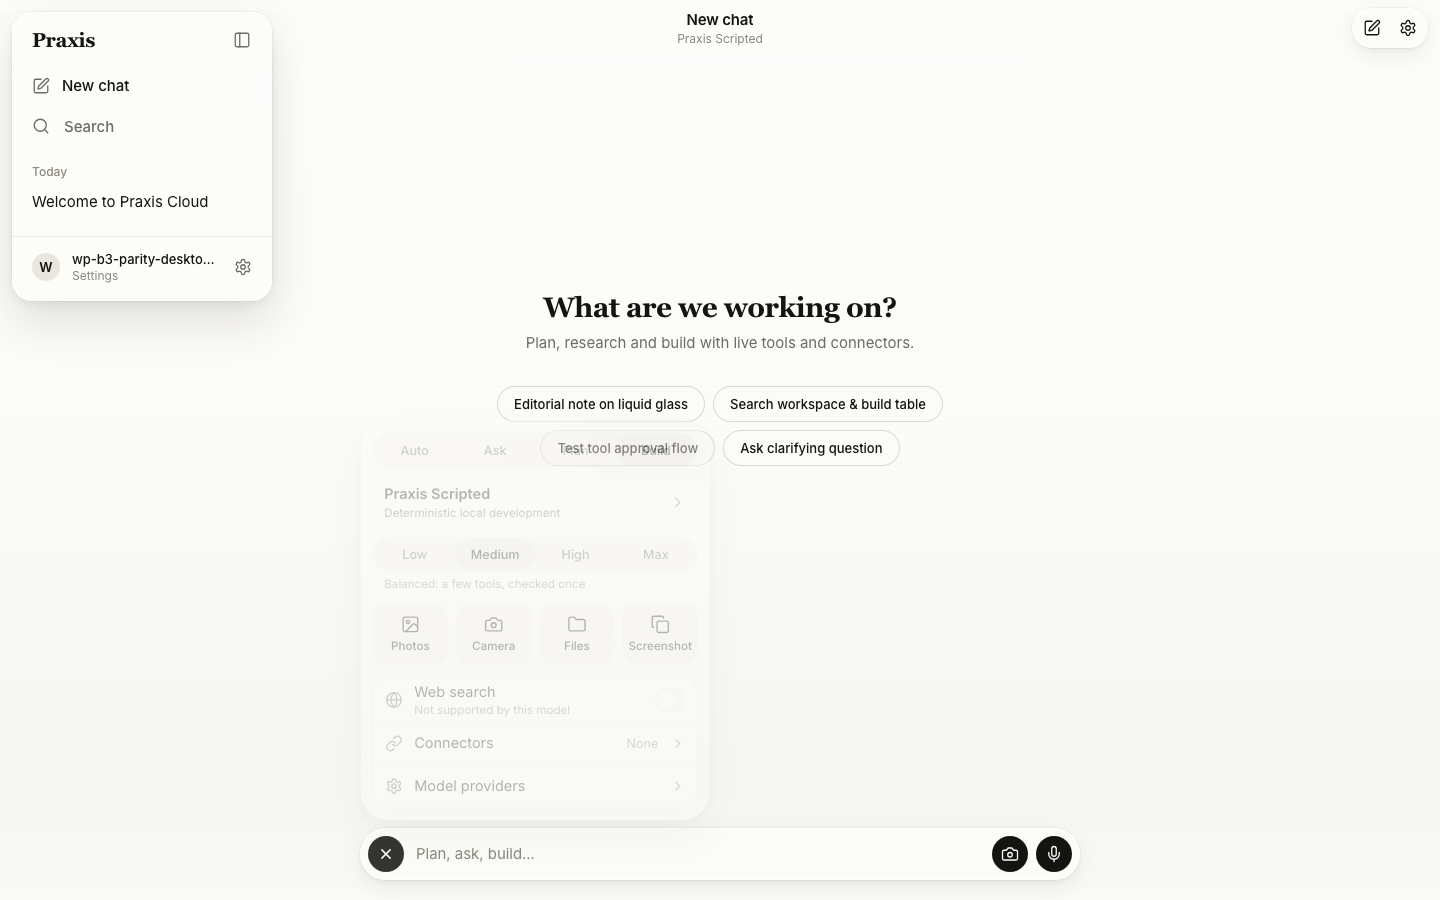 Praxis
New chat
Search
Today
Welcome to Praxis Cloud
W
wp-b3-parity-deskto...
Settings
New chat
Praxis Scripted
What are we working on?
Plan, research and build with live tools and connectors.
Editorial note on liquid glass
Search workspace & build table
Test tool approval flow
Ask clarifying question
Auto
Ask
Plan
Build
Praxis Scripted
Deterministic local development
Low
Medium
High
Max
Balanced: a few tools, checked once
Photos
Camera
Files
Screenshot
Web search
Not supported by this model
Connectors
None
Model providers
Plan, ask, build...